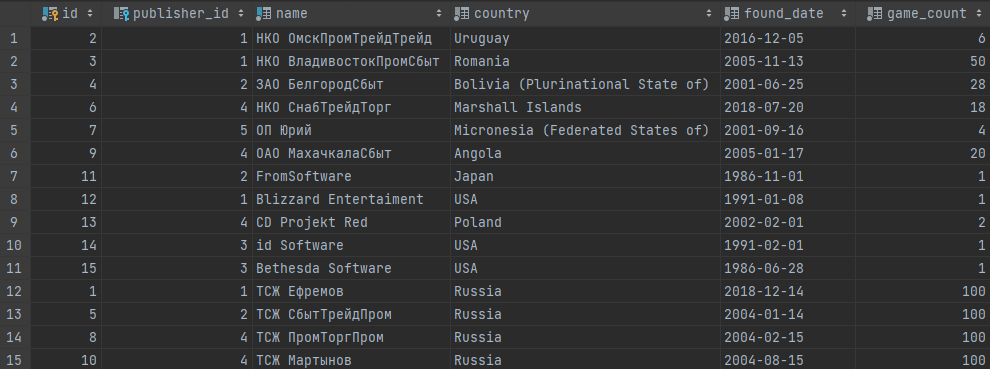 id publisher_id name country found_date game_count
1 2 1 НКО ОмскПромТрейдТрейд Uruguay 2016-12-05 6
2 3 1 НКО ВладивостокПромСбыт Romania 2005-11-13 50
3 4 2 ЗАО БелгородСбыт Bolivia (Plurinational State of) 2001-06-25 28
4 6 4 НКО СнабТрейдТорг Marshall Islands 2018-07-20 18
5 7 5 ОП Юрий Micronesia (Federated States of) 2001-09-16 4
6 9 4 ОАО МахачкалаСбыт Angola 2005-01-17 20
7 11 2 FromSoftware Japan 1986-11-01 1
8 12 1 Blizzard Entertaiment USA 1991-01-08 1
9 13 4 CD Projekt Red Poland 2002-02-01 2
10 14 3 id Software USA 1991-02-01 1
11 15 3 Bethesda Software USA 1986-06-28 1
12 1 1 ТСЖ Ефремов Russia 2018-12-14 100
13 5 2 ТСЖ СбытТрейдПром Russia 2004-01-14 100
14 8 4 ТСЖ ПромТоргПром Russia 2004-02-15 100
15 10 4 ТСЖ Мартынов Russia 2004-08-15 100